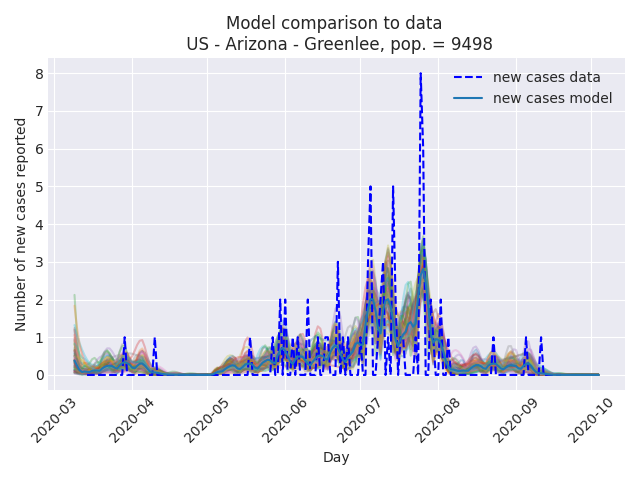 Model comparison to data
US - Arizona - Greenlee, pop. = 9498
new cases data
new cases model
Number of new cases reported
8
7
6
5
4
3
2
1
0
2020-03
2020-04
2020-05
2020-06
2020-07
2020-08
2020-09
2020-10
Day